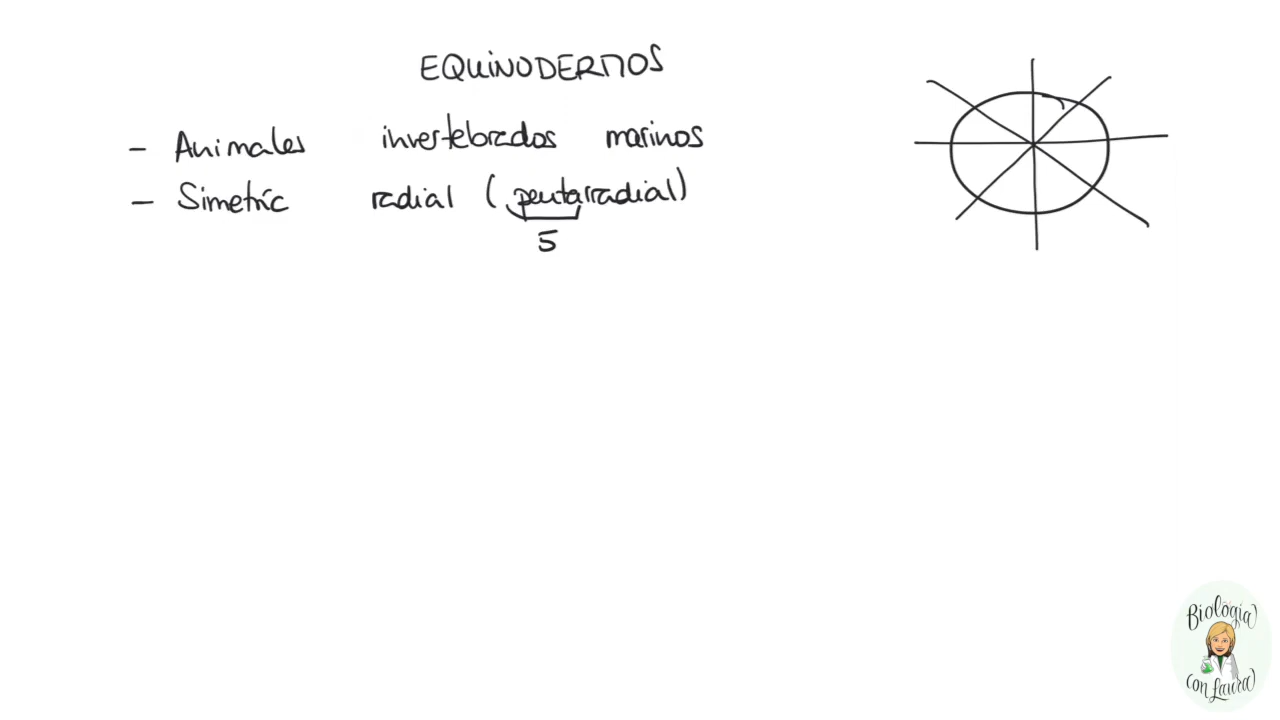 EQUINODERMOS
- Animales invertebrados marinos
- Simetría radial (pentarradial)
5
Biología
con Laura